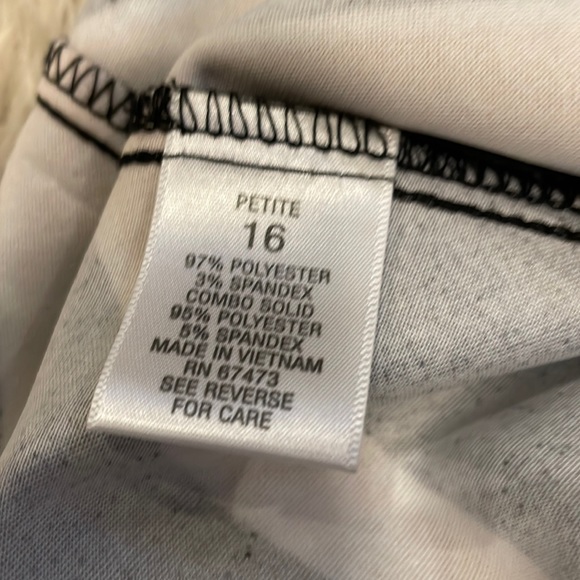 PETITE
16
97% POLYESTER
3% SPANDEX
COMBO SOLID
95% POLYESTER
5% SPANDEX
MADE IN VIETNAM
RN 67473
SEE REVERSE
FOR CARE